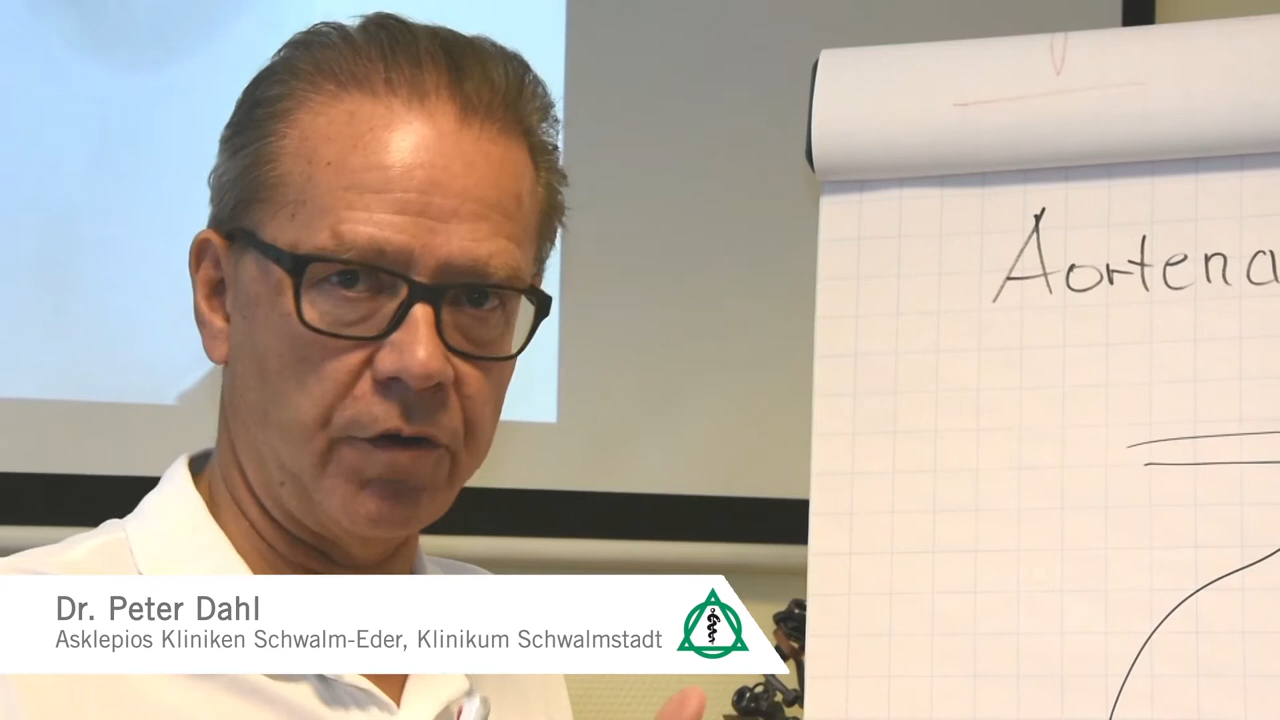 Aortena
Dr. Peter Dahl
Asklepios Kliniken Schwalm-Eder, Klinikum Schwalmstadt